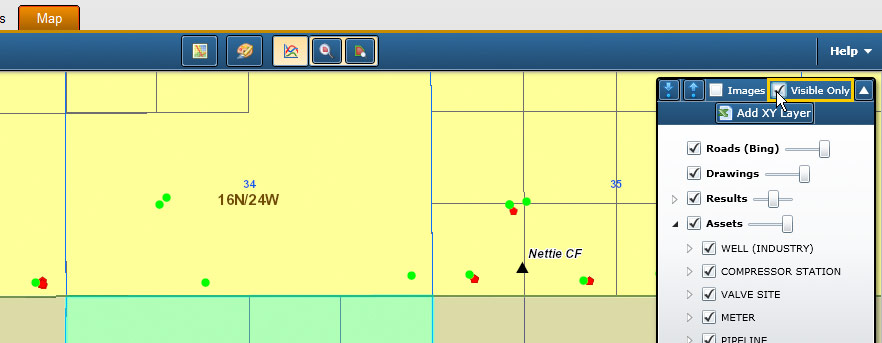 s Map
Help
Images Visible Only
Add XY Layer
Roads (Bing)
Drawings
Results
Assets
WELL (INDUSTRY)
COMPRESSOR STATION
VALVE SITE
METER
PIPELINE
34
16N/24W
35
Nettie CF